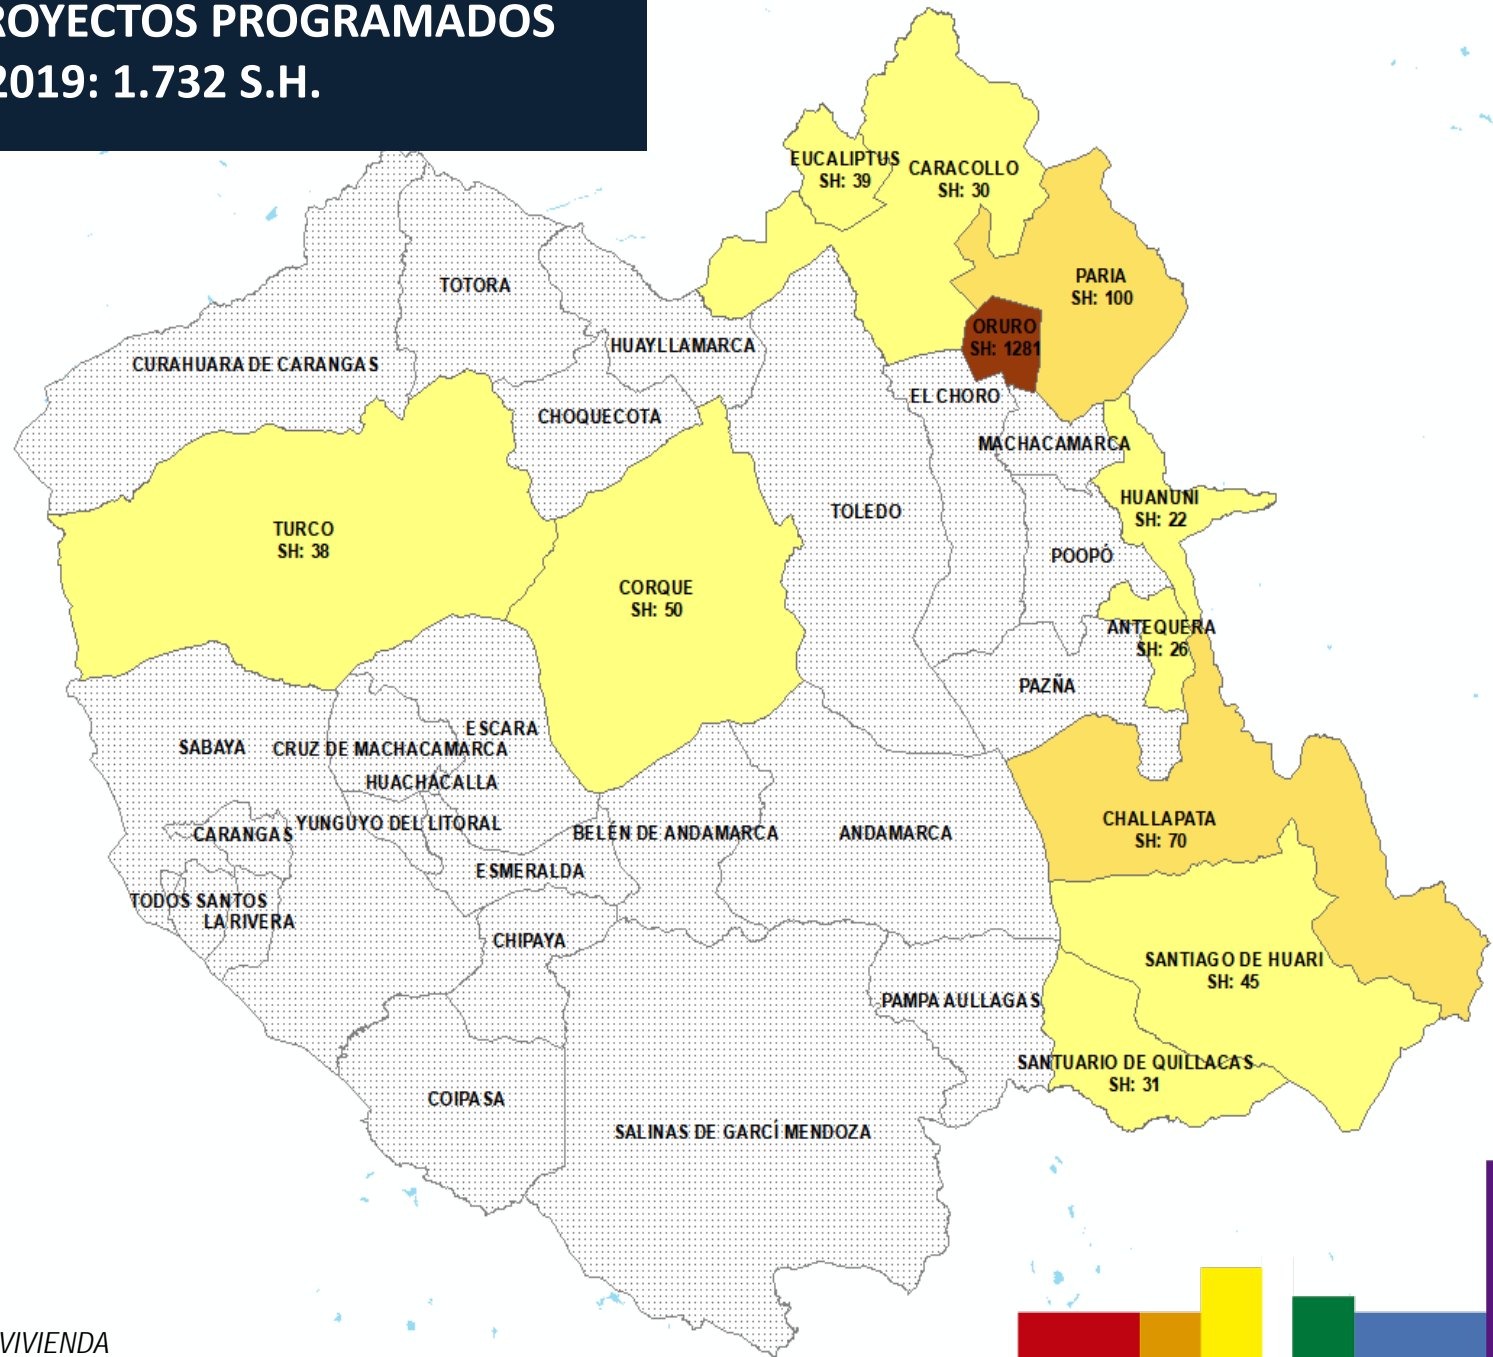 ROYECTOS PROGRAMADOS
2019: 1.732 S.H.
EUCALIPTUS
SH: 39
CARACOLLO
SH: 30
PARIA
SH: 100
TOTORA
ORURO
SH: 1281
HUAYLLAMARCA
CURAHUARA DE CARANGAS
EL CHORO
CHOQUECOTA
MACHACAMARCA
HUANUNI
SH: 22
TOLEDO
TURCO
SH: 38
POOPÓ
CORQUE
SH: 50
ANTEQUERA
SH: 26
PAZÑA
ESCARA
SABAYA
CRUZ DE MACHACAMARCA
HUACHACALLA
CHALLAPATA
SH: 70
YUNGUYO DEL LITORAL
CARANGAS
BELÉN DE ANDAMARCA
ANDAMARCA
ESMERALDA
TODOS SANTOS
LA RIVERA
CHIPAYA
SANTIAGO DE HUARI
SH: 45
PAMPA AULLAGAS
SANTUARIO DE QUILLACAS
SH: 31
COIPASA
SALINAS DE GARCÍ MENDOZA
VIVIENDA